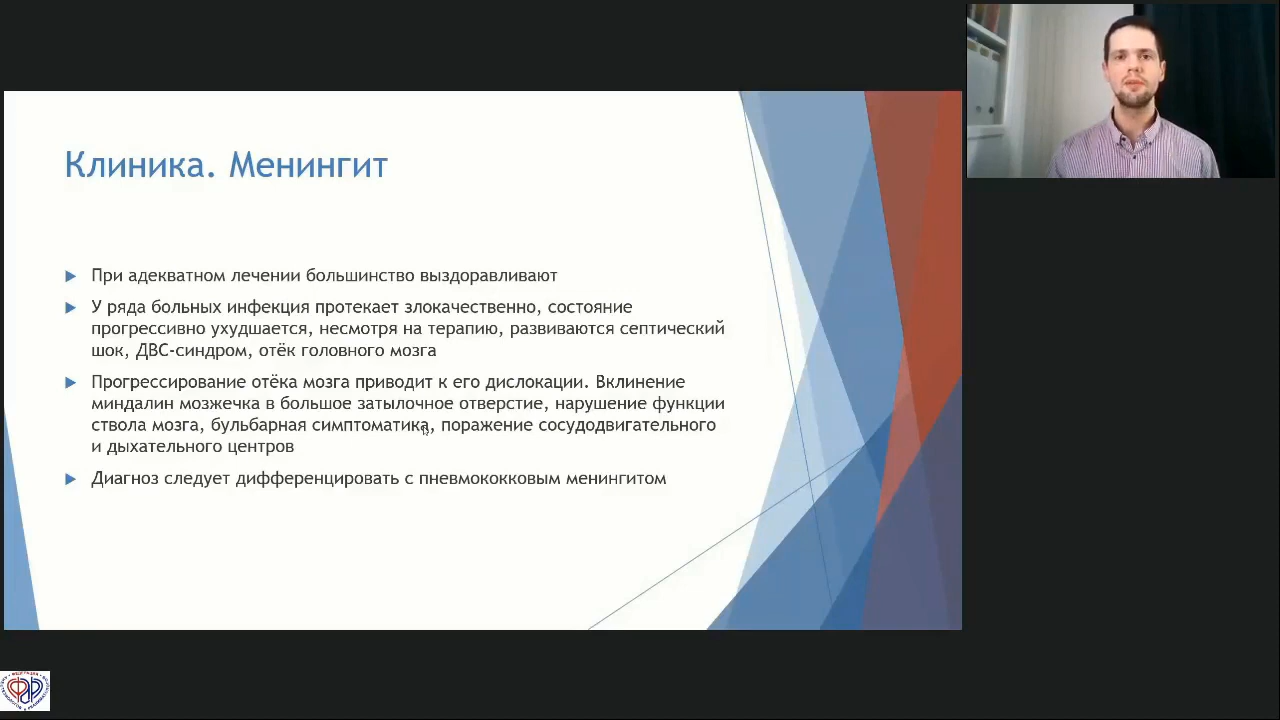 Клиника. Менингит
При адекватном лечении большинство выздоравливают
У ряда больных инфекция протекает злокачественно, состояние
прогрессивно ухудшается, несмотря на терапию, развиваются септический
шок, ДВС-синдром, отёк головного мозга
Прогрессирование отёка мозга приводит к его дислокации. Вклинение
миндалин мозжечка в большое затылочное отверстие, нарушение функции
ствола мозга, бульбарная симптоматика, поражение сосудодвигательного
и дыхательного центров
Диагноз следует дифференцировать с пневмококковым менингитом